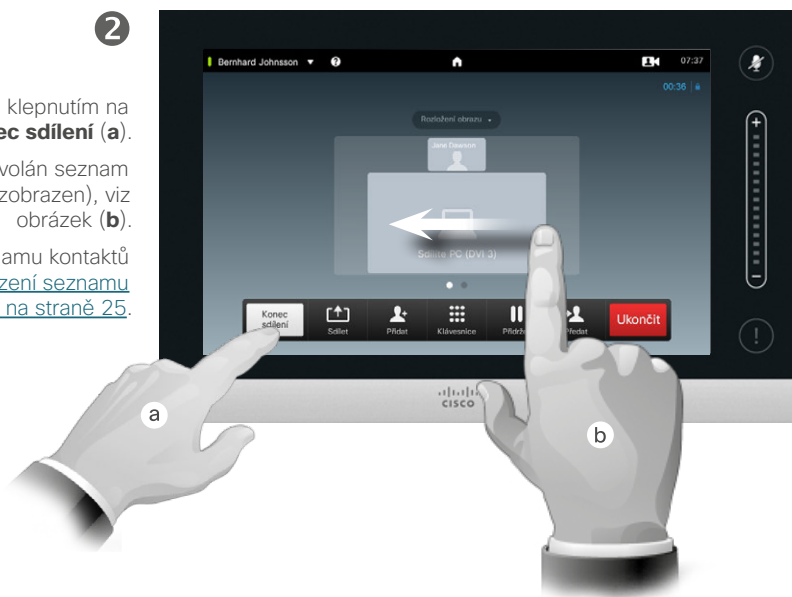 2
klepnutím na
ec sdílení (a).
volán seznam
zobrazen), viz
obrázek (b).
amu kontaktů
zení seznamu
na straně 25.
Bernhard Johnsson
?
07:37
00:36
Rozložení obrazu
Jane Dawson
Sdílíte PC (DVI 3)
Konec
sdílení
Sdílet
Přidat
Klávesnice
Přidrže
Předat
Ukončit
+
−
!
CISCO
a
b